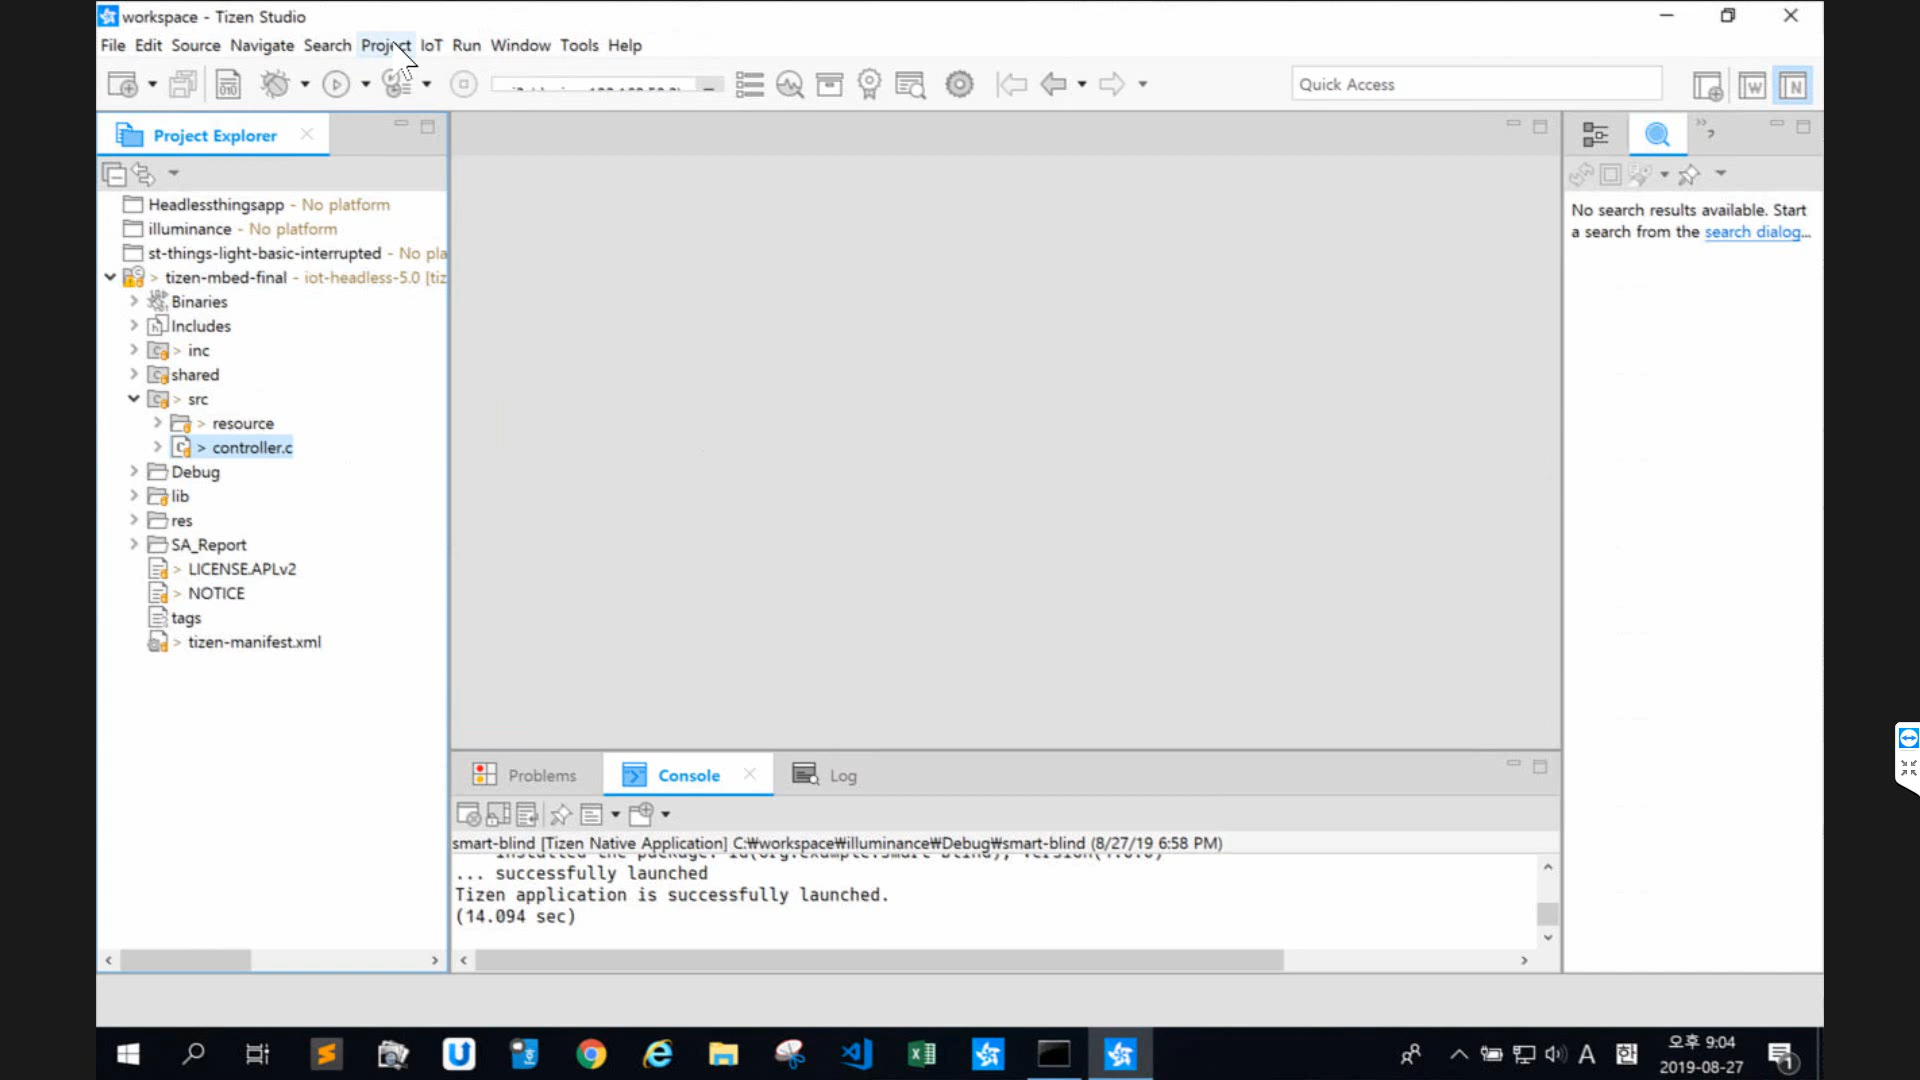 workspace - Tizen Studio
File Edit Source Navigate Search Project IoT Run Window Tools Help
Quick Access
Project Explorer
Headlessthingsapp - No platform
illuminance - No platform
st-things-light-basic-interrupted - No pla
> tizen-mbed-final - iot-headless-5.0 [tiz
Binaries
Includes
> inc
shared
> src
> resource
> controller.c
Debug
lib
res
SA_Report
> LICENSE.APLv2
> NOTICE
tags
> tizen-manifest.xml
No search results available. Start
a search from the search dialog...
Problems
Console
Log
smart-blind [Tizen Native Application] C:₩workspace₩illuminance₩Debug₩smart-blind (8/27/19 6:58 PM)
... successfully launched
Tizen application is successfully launched.
(14.094 sec)
A
한
오후 9:04
2019-08-27
1